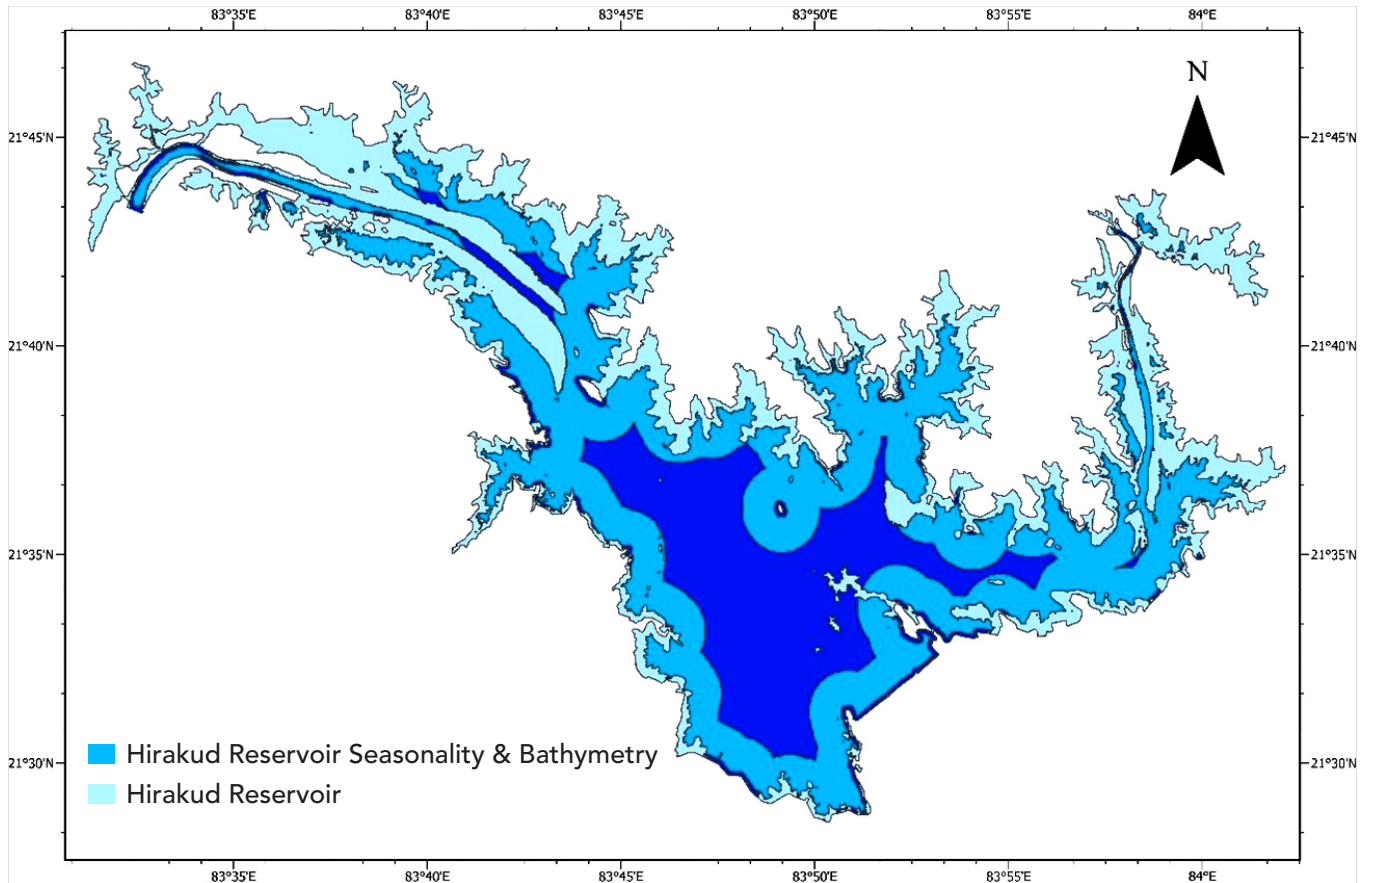 83°35'E 83°40'E 83°45'E 83°50'E 83°55'E 84°E
N
21°45'N 21°45'N
21°40'N 21°40'N
21°35'N 21°35'N
Hirakud Reservoir Seasonality & Bathymetry
21°30'N 21°30'N
Hirakud Reservoir
83°35'E 83°40'E 83°45'E 83°50'E 83°55'E 84°E